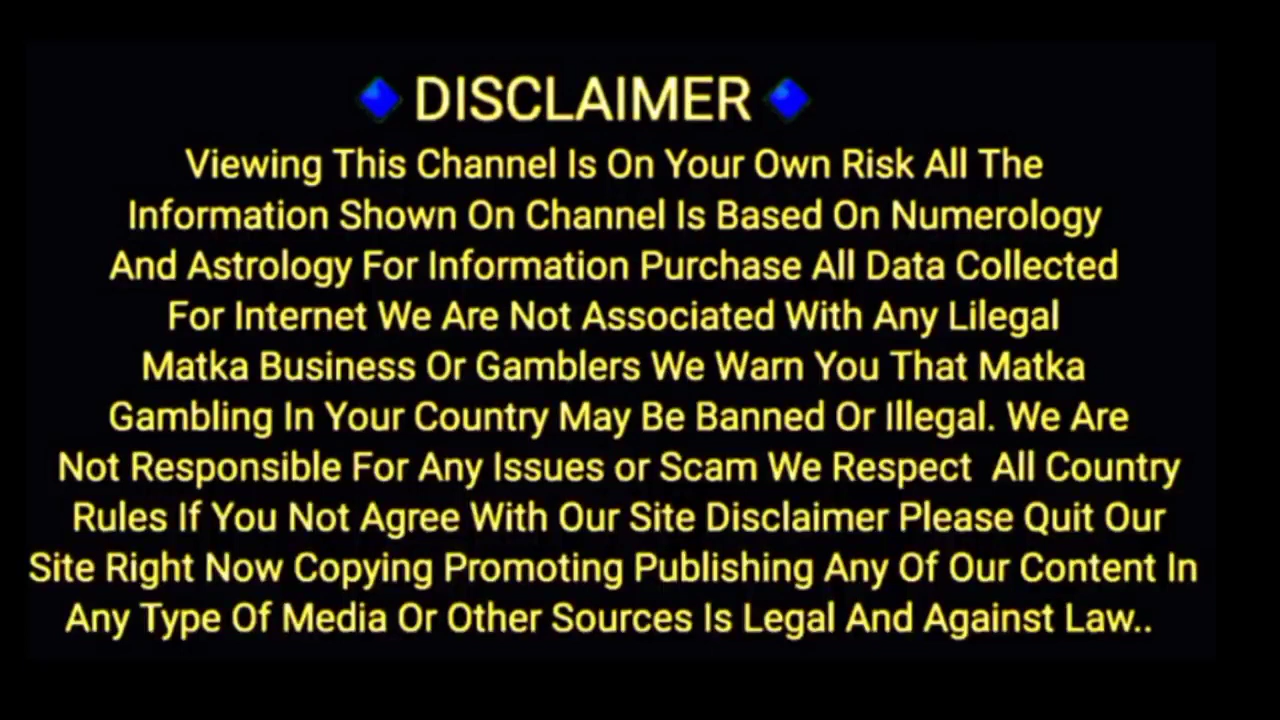 🔹DISCLAIMER🔹
Viewing This Channel Is On Your Own Risk All The
Information Shown On Channel Is Based On Numerology
And Astrology For Information Purchase All Data Collected
For Internet We Are Not Associated With Any Lilegal
Matka Business Or Gamblers We Warn You That Matka
Gambling In Your Country May Be Banned Or Illegal. We Are
Not Responsible For Any Issues or Scam We Respect  All Country
Rules If You Not Agree With Our Site Disclaimer Please Quit Our
Site Right Now Copying Promoting Publishing Any Of Our Content In
Any Type Of Media Or Other Sources Is Legal And Against Law..